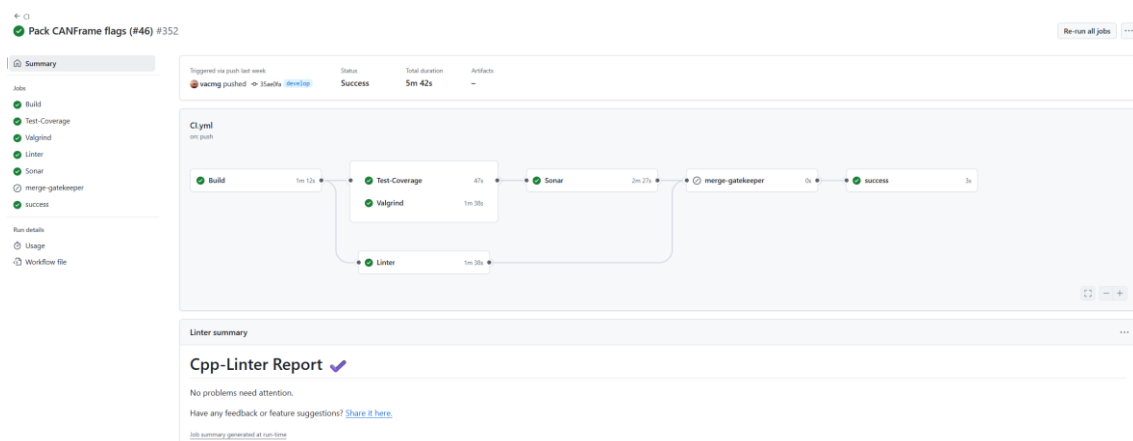 ← CI
Pack CANFrame flags (#46) #352
Re-run all jobs ...
Summary
Jobs
Build
Test-Coverage
Valgrind
Linter
Sonar
merge-gatekeeper
success
Run details
Usage
Workflow file
Triggered via push last week
vacmg pushed 35ae0fa develop
Status
Success
Total duration
5m 42s
Artifacts
–
CI.yml
on: push
Build 1m 12s
Test-Coverage 47s
Valgrind 1m 38s
Linter 1m 38s
Sonar 2m 27s
merge-gatekeeper 0s
success 3s
Linter summary ...
Cpp-Linter Report
No problems need attention.
Have any feedback or feature suggestions? Share it here.
Job summary generated at run-time